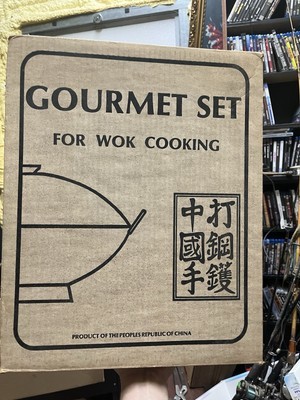 GOURMET SET
FOR WOK COOKING
中國手
打鋼鑊
PRODUCT OF THE PEOPLES REPUBLIC OF CHINA